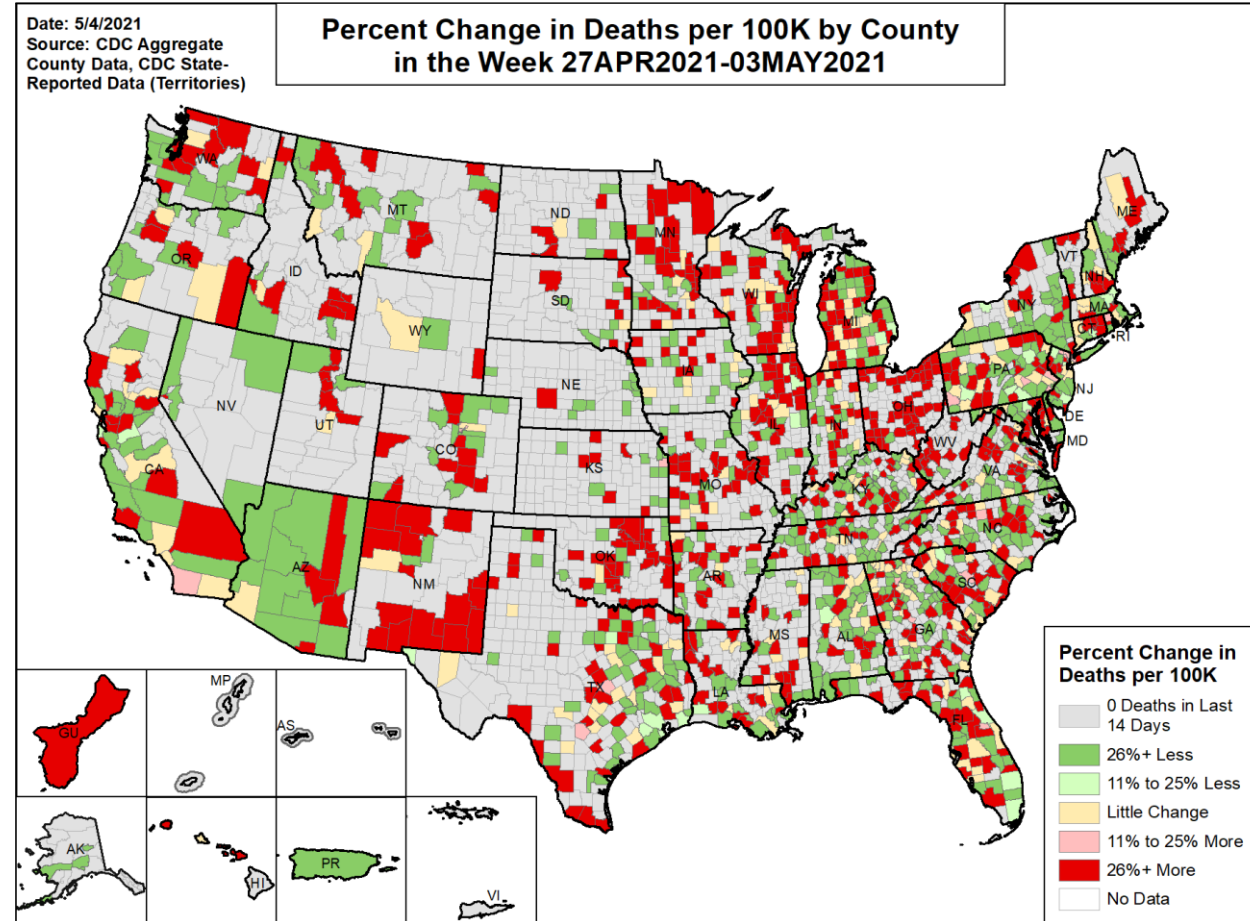 Date: 5/4/2021
Source: CDC Aggregate
County Data, CDC State-
Reported Data (Territories)
Percent Change in Deaths per 100K by County
in the Week 27APR2021-03MAY2021
WA
MT
ND
MN
ME
OR
ID
SD
WI
MI
VT
NH
NY
MA
CT
RI
WY
IA
PA
NJ
NV
UT
NE
IL
IN
OH
DE
MD
CA
CO
KS
MO
WV
KY
VA
AZ
NM
OK
AR
TN
NC
SC
MS
AL
GA
TX
LA
FL
GU
MP
AS
AK
HI
PR
VI
Percent Change in
Deaths per 100K
0 Deaths in Last
14 Days
26%+ Less
11% to 25% Less
Little Change
11% to 25% More
26%+ More
No Data